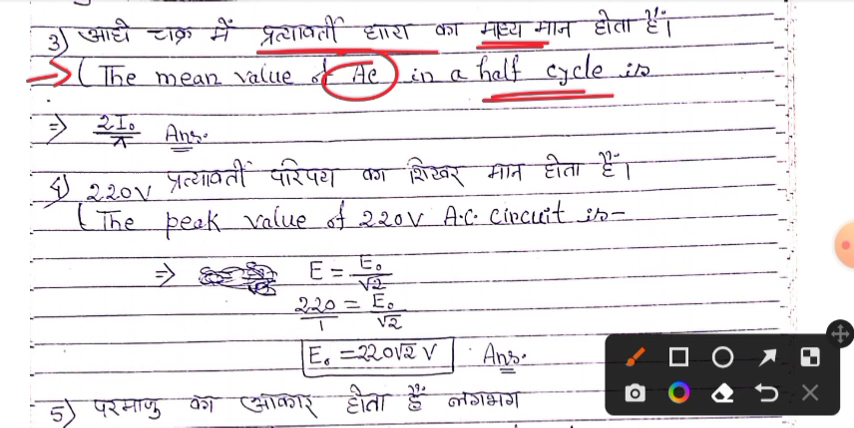 3) आधे चक्र में प्रत्यावर्ती धारा का माध्य मान होता है।
(The mean value of AC in a half cycle is
⇒ 2I₀/π Ans.
4) 220V प्रत्यावर्ती परिपथ का शिखर मान होता है।
(The peak value of 220V A.C. circuit is-
⇒ E = E₀/√2
220/1 = E₀/√2
E₀ = 220√2 V Ans.
5) परमाणु का आकार होता है लगभग